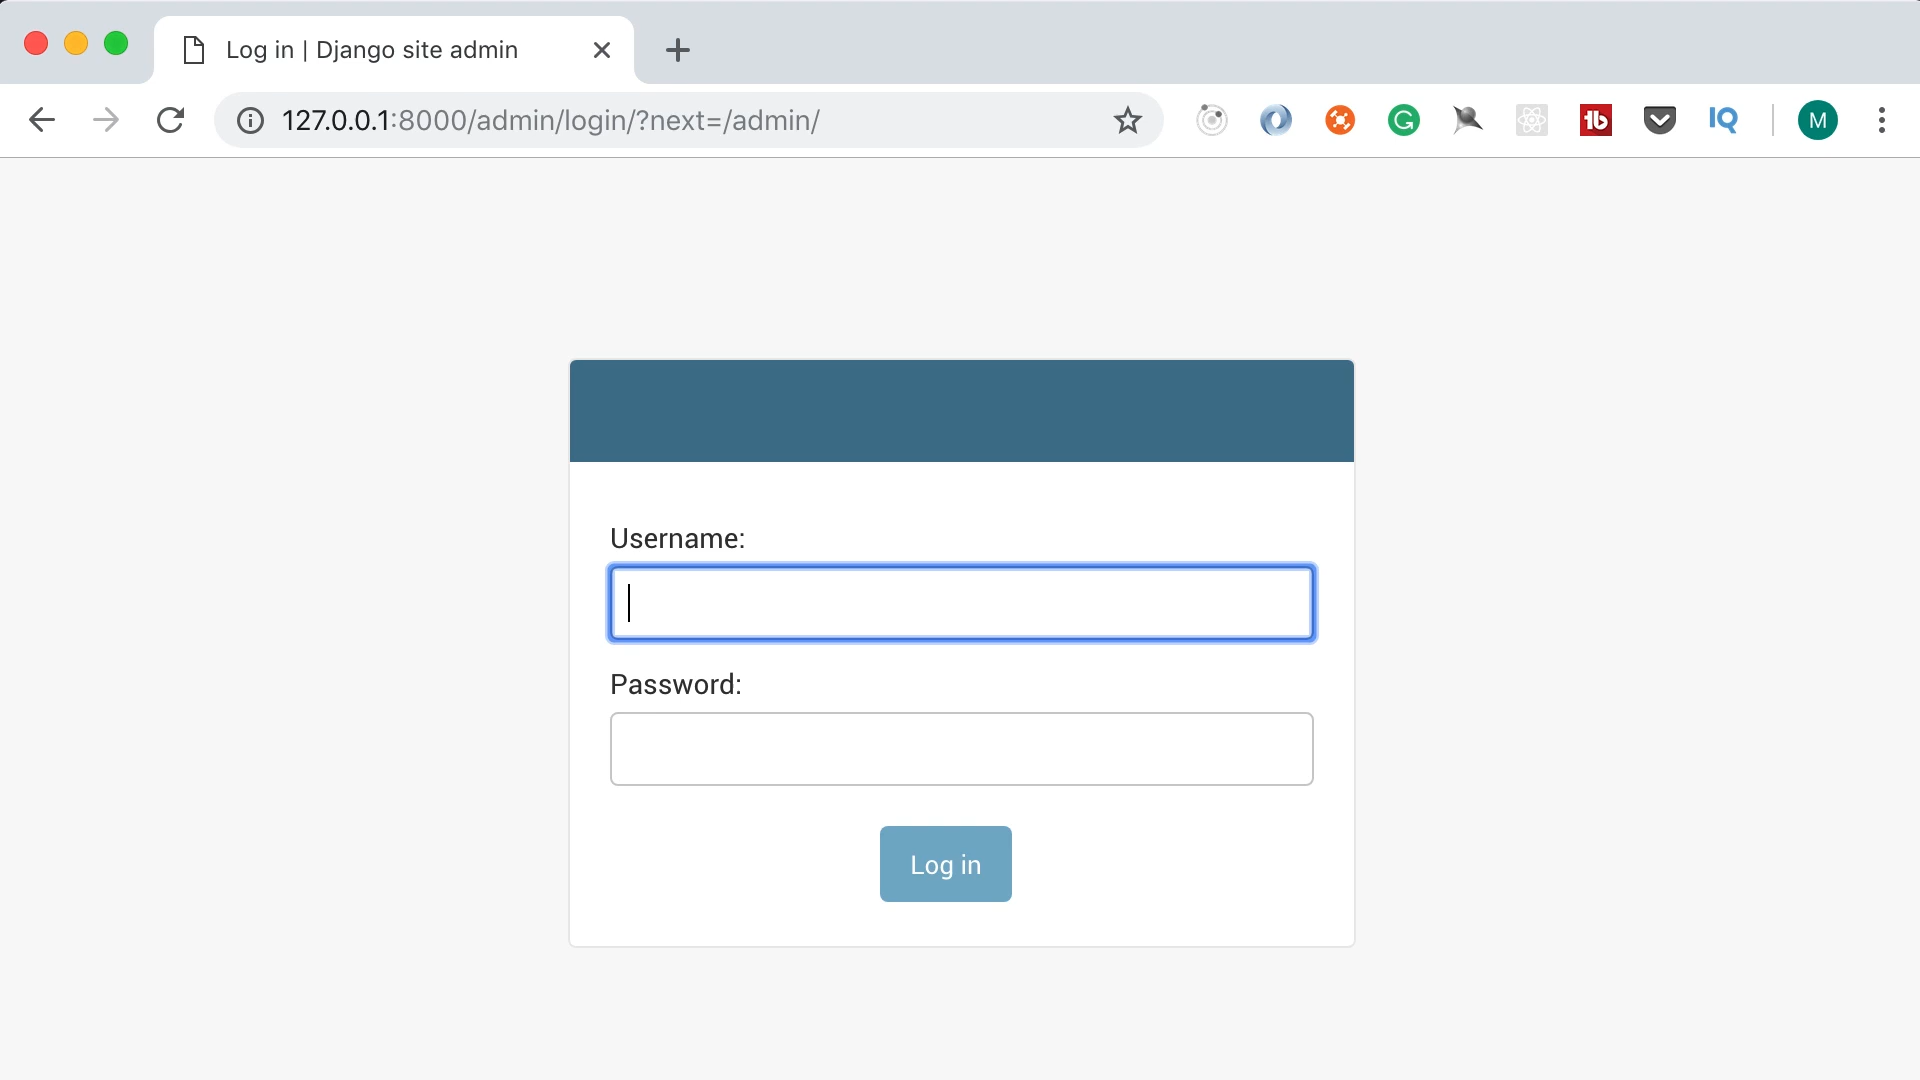 Log in | Django site admin
127.0.0.1:8000/admin/login/?next=/admin/
G
tb
IQ
M
Username:
Password:
Log in